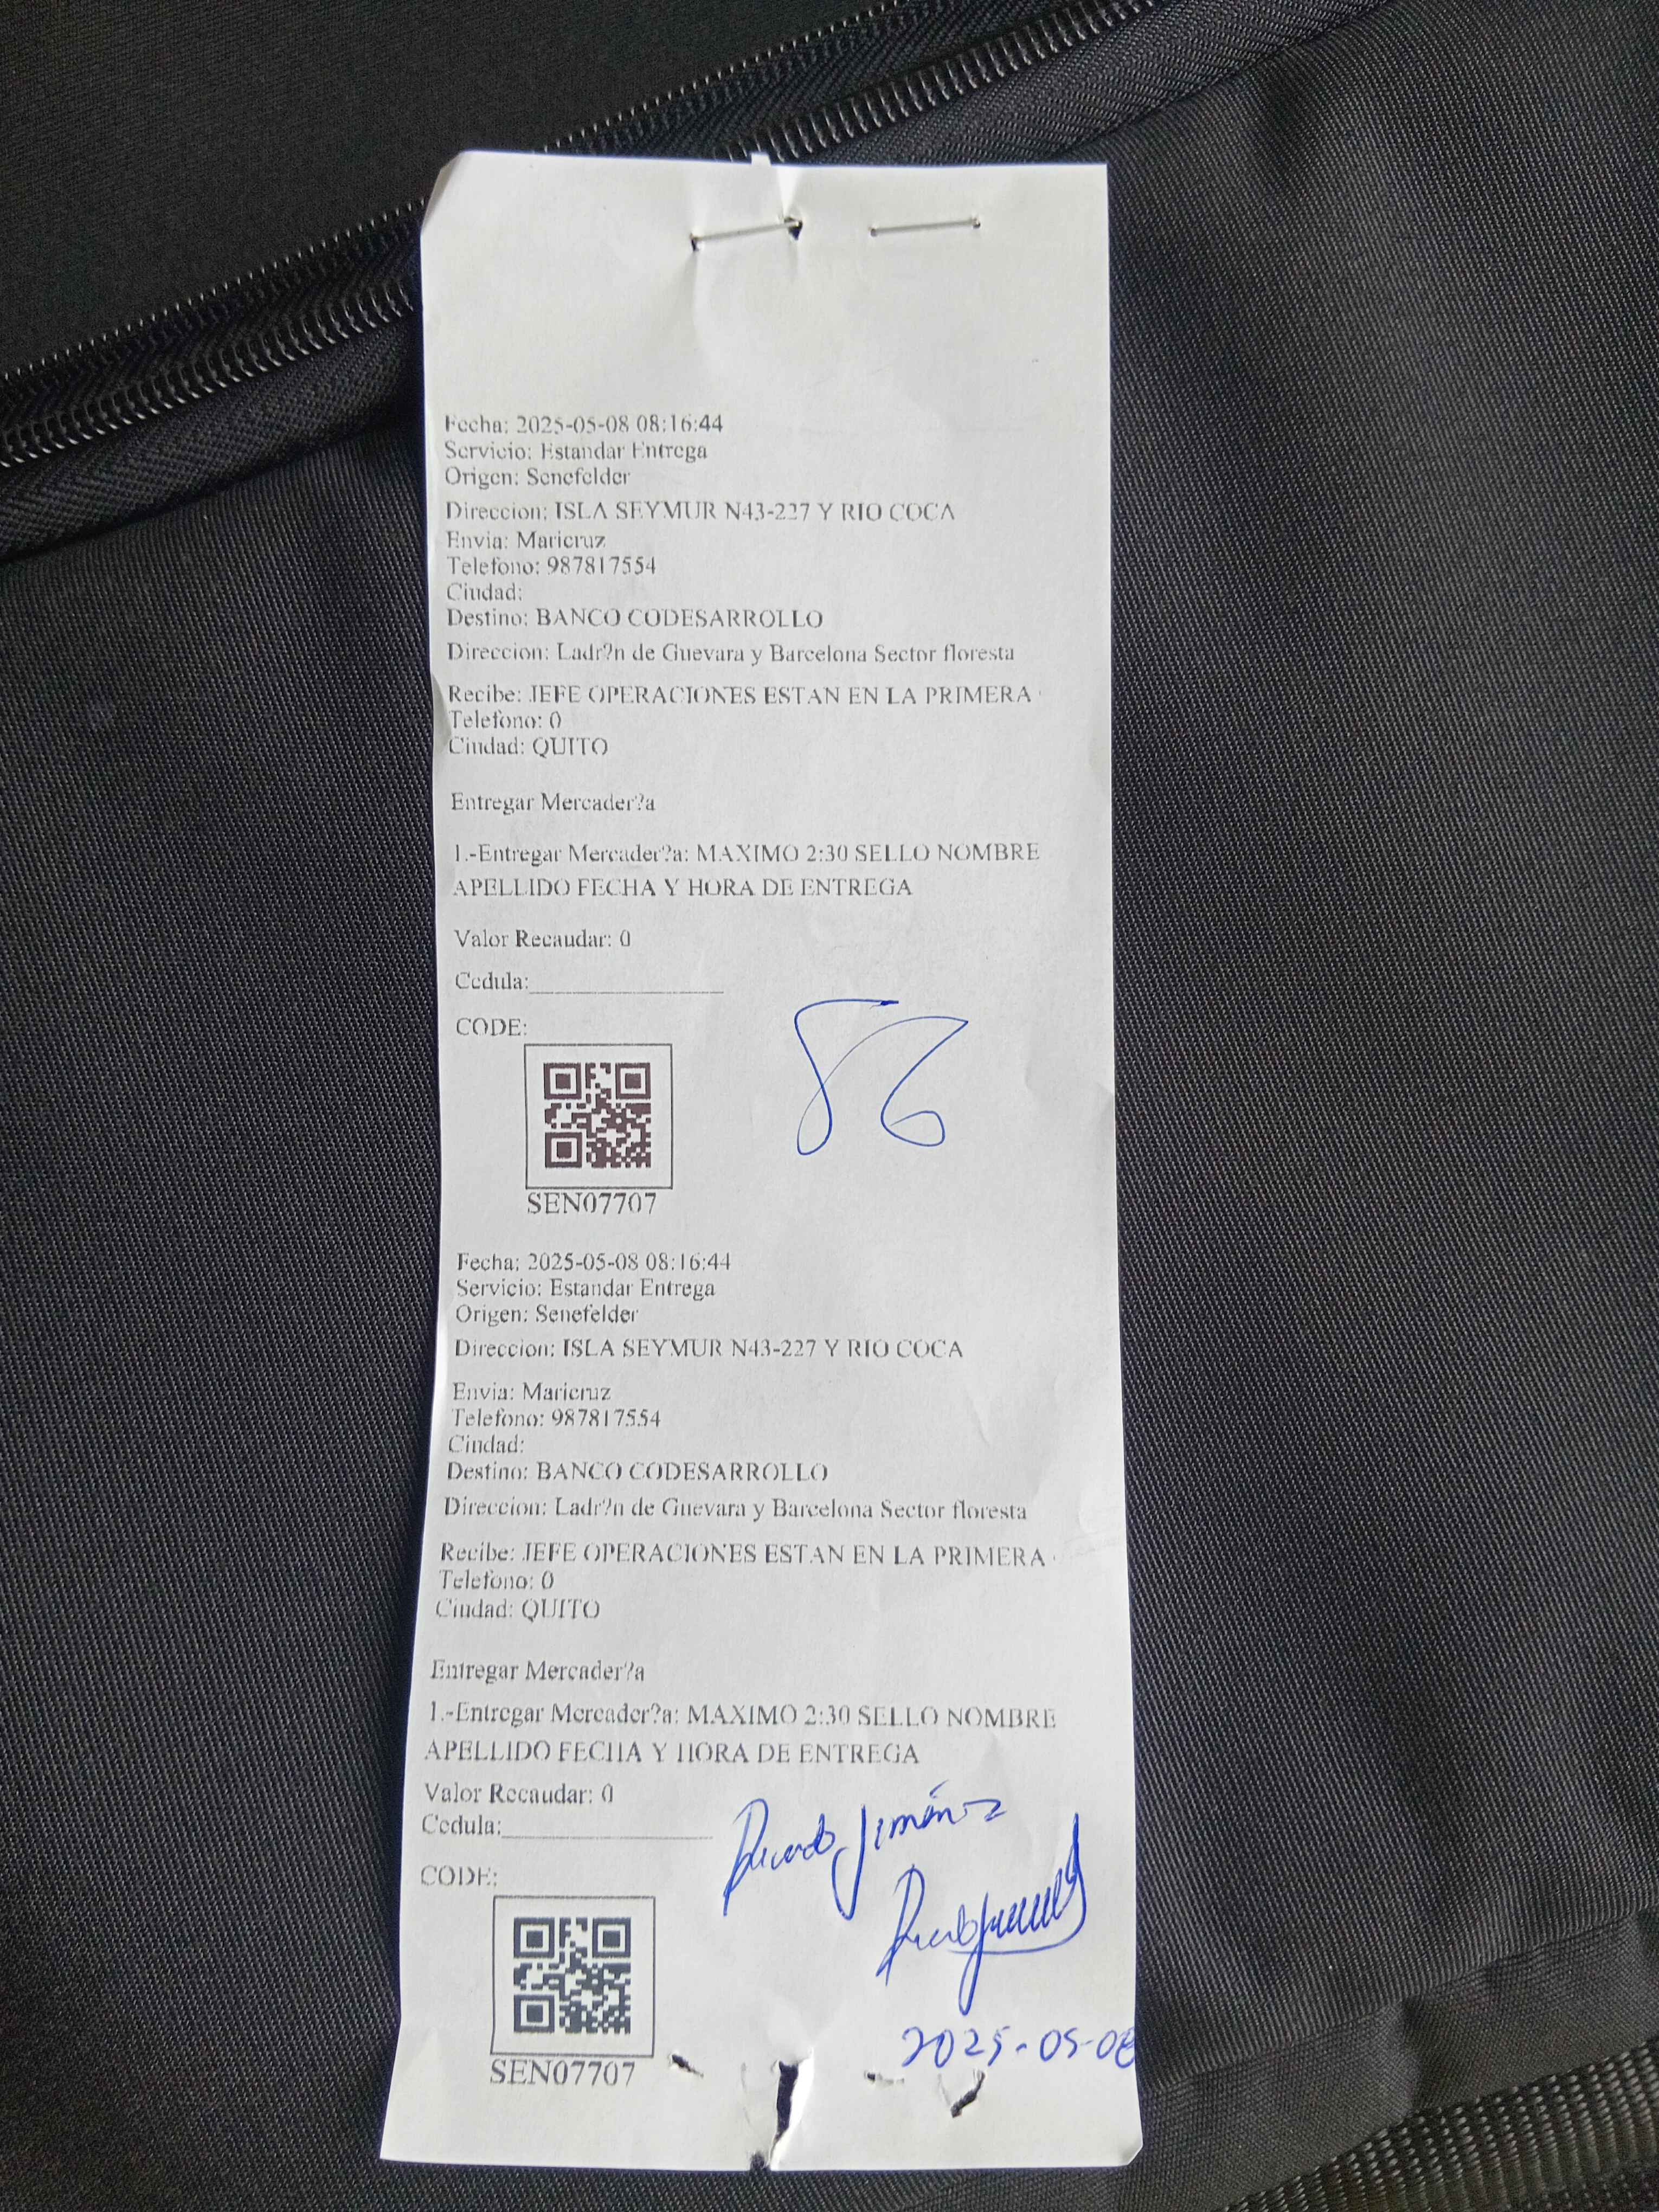 Fecha: 2025-05-08 08:16:44
Servicio: Estandar Entrega
Origen: Senefelder
Direccion: ISLA SEYMUR N43-227 Y RIO COCA
Envia: Maricruz
Telefono: 987817554
Ciudad:
Destino: BANCO CODESARROLLO
Direccion: Ladr?n de Guevara y Barcelona Sector floresta
Recibe: JEFE OPERACIONES ESTAN EN LA PRIMERA
Telefono: 0
Ciudad: QUITO
Entregar Mercader?a
1.-Entregar Mercader?a: MAXIMO 2:30 SELLO NOMBRE
APELLIDO FECHA Y HORA DE ENTREGA
Valor Recaudar: 0
Cedula:
CODE:
86
SEN07707
Fecha: 2025-05-08 08:16:44
Servicio: Estandar Entrega
Origen: Senefelder
Direccion: ISLA SEYMUR N43-227 Y RIO COCA
Envia: Maricruz
Telefono: 987817554
Ciudad:
Destino: BANCO CODESARROLLO
Direccion: Ladr?n de Guevara y Barcelona Sector floresta
Recibe: JEFE OPERACIONES ESTAN EN LA PRIMERA
Telefono: 0
Ciudad: QUITO
Entregar Mercader?a
1.-Entregar Mercader?a: MAXIMO 2:30 SELLO NOMBRE
APELLIDO FECHA Y HORA DE ENTREGA
Valor Recaudar: 0
Cedula:
Ricardo Jiménez
CODE:
2025-05-08
SEN07707